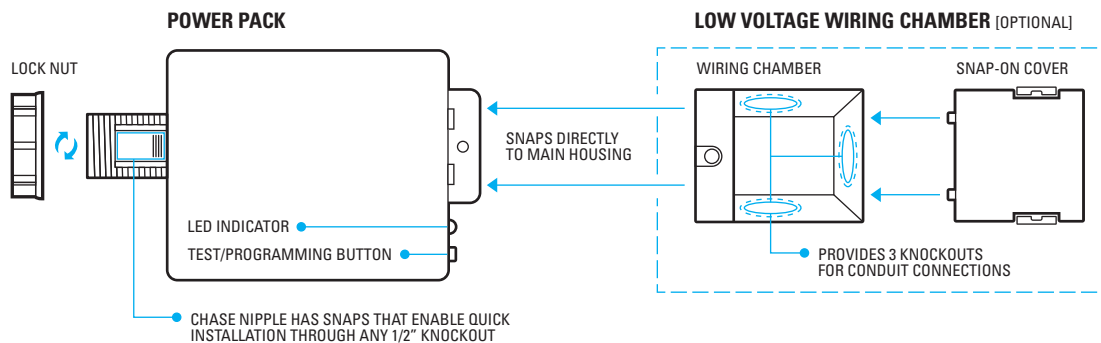 POWER PACK
LOW VOLTAGE WIRING CHAMBER [OPTIONAL]
LOCK NUT
WIRING CHAMBER
SNAP-ON COVER
SNAPS DIRECTLY
TO MAIN HOUSING
LED INDICATOR
TEST/PROGRAMMING BUTTON
PROVIDES 3 KNOCKOUTS
FOR CONDUIT CONNECTIONS
CHASE NIPPLE HAS SNAPS THAT ENABLE QUICK
INSTALLATION THROUGH ANY 1/2” KNOCKOUT